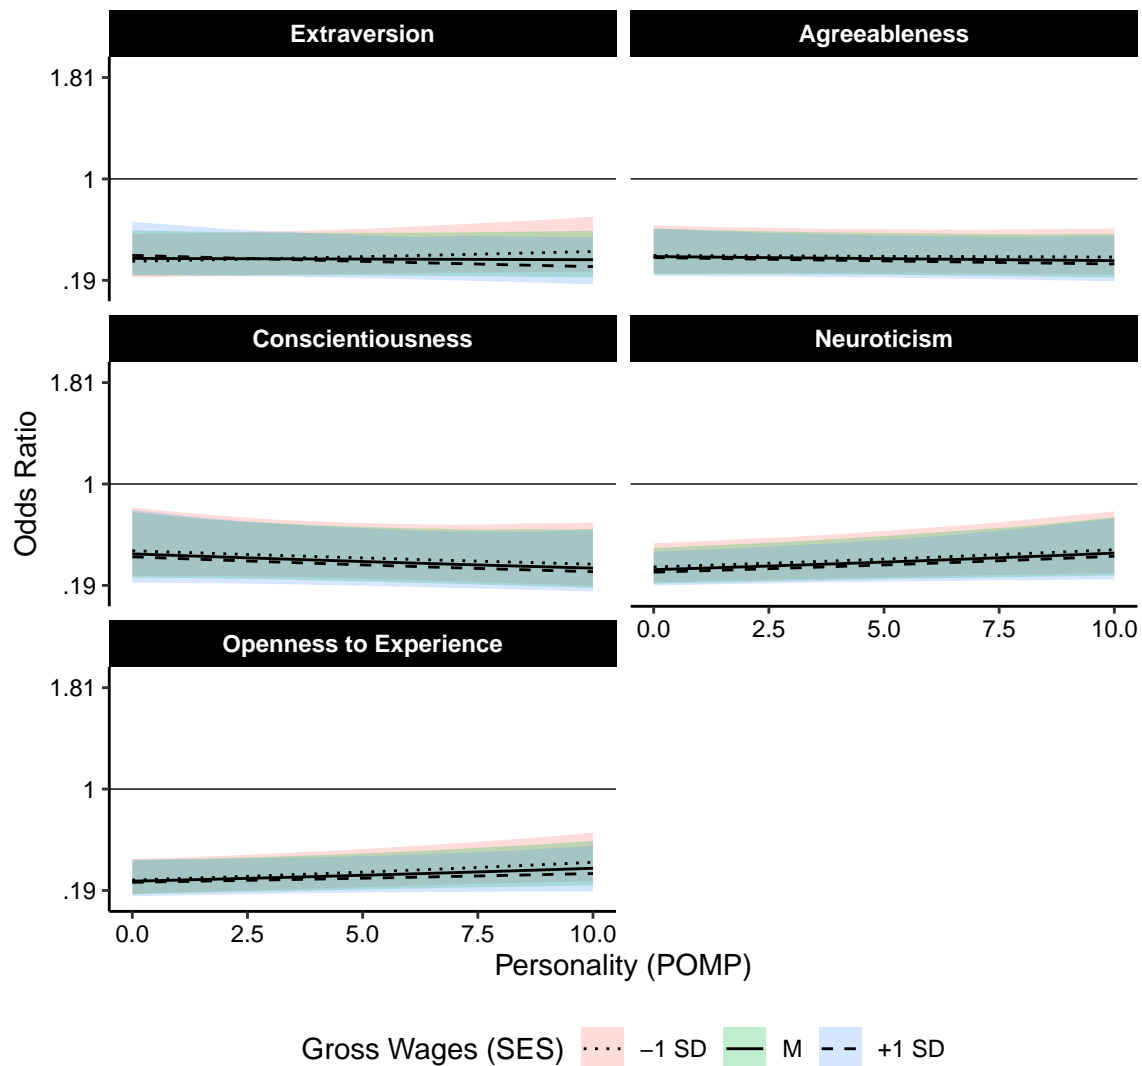 Extraversion Agreeableness
1.81
1
.19
Conscientiousness Neuroticism
1.81
1
.19
0.0 2.5 5.0 7.5 10.0
Openness to Experience
1.81
1
.19
0.0 2.5 5.0 7.5 10.0
Odds Ratio
Personality (POMP)
Gross Wages (SES) −1 SD M +1 SD